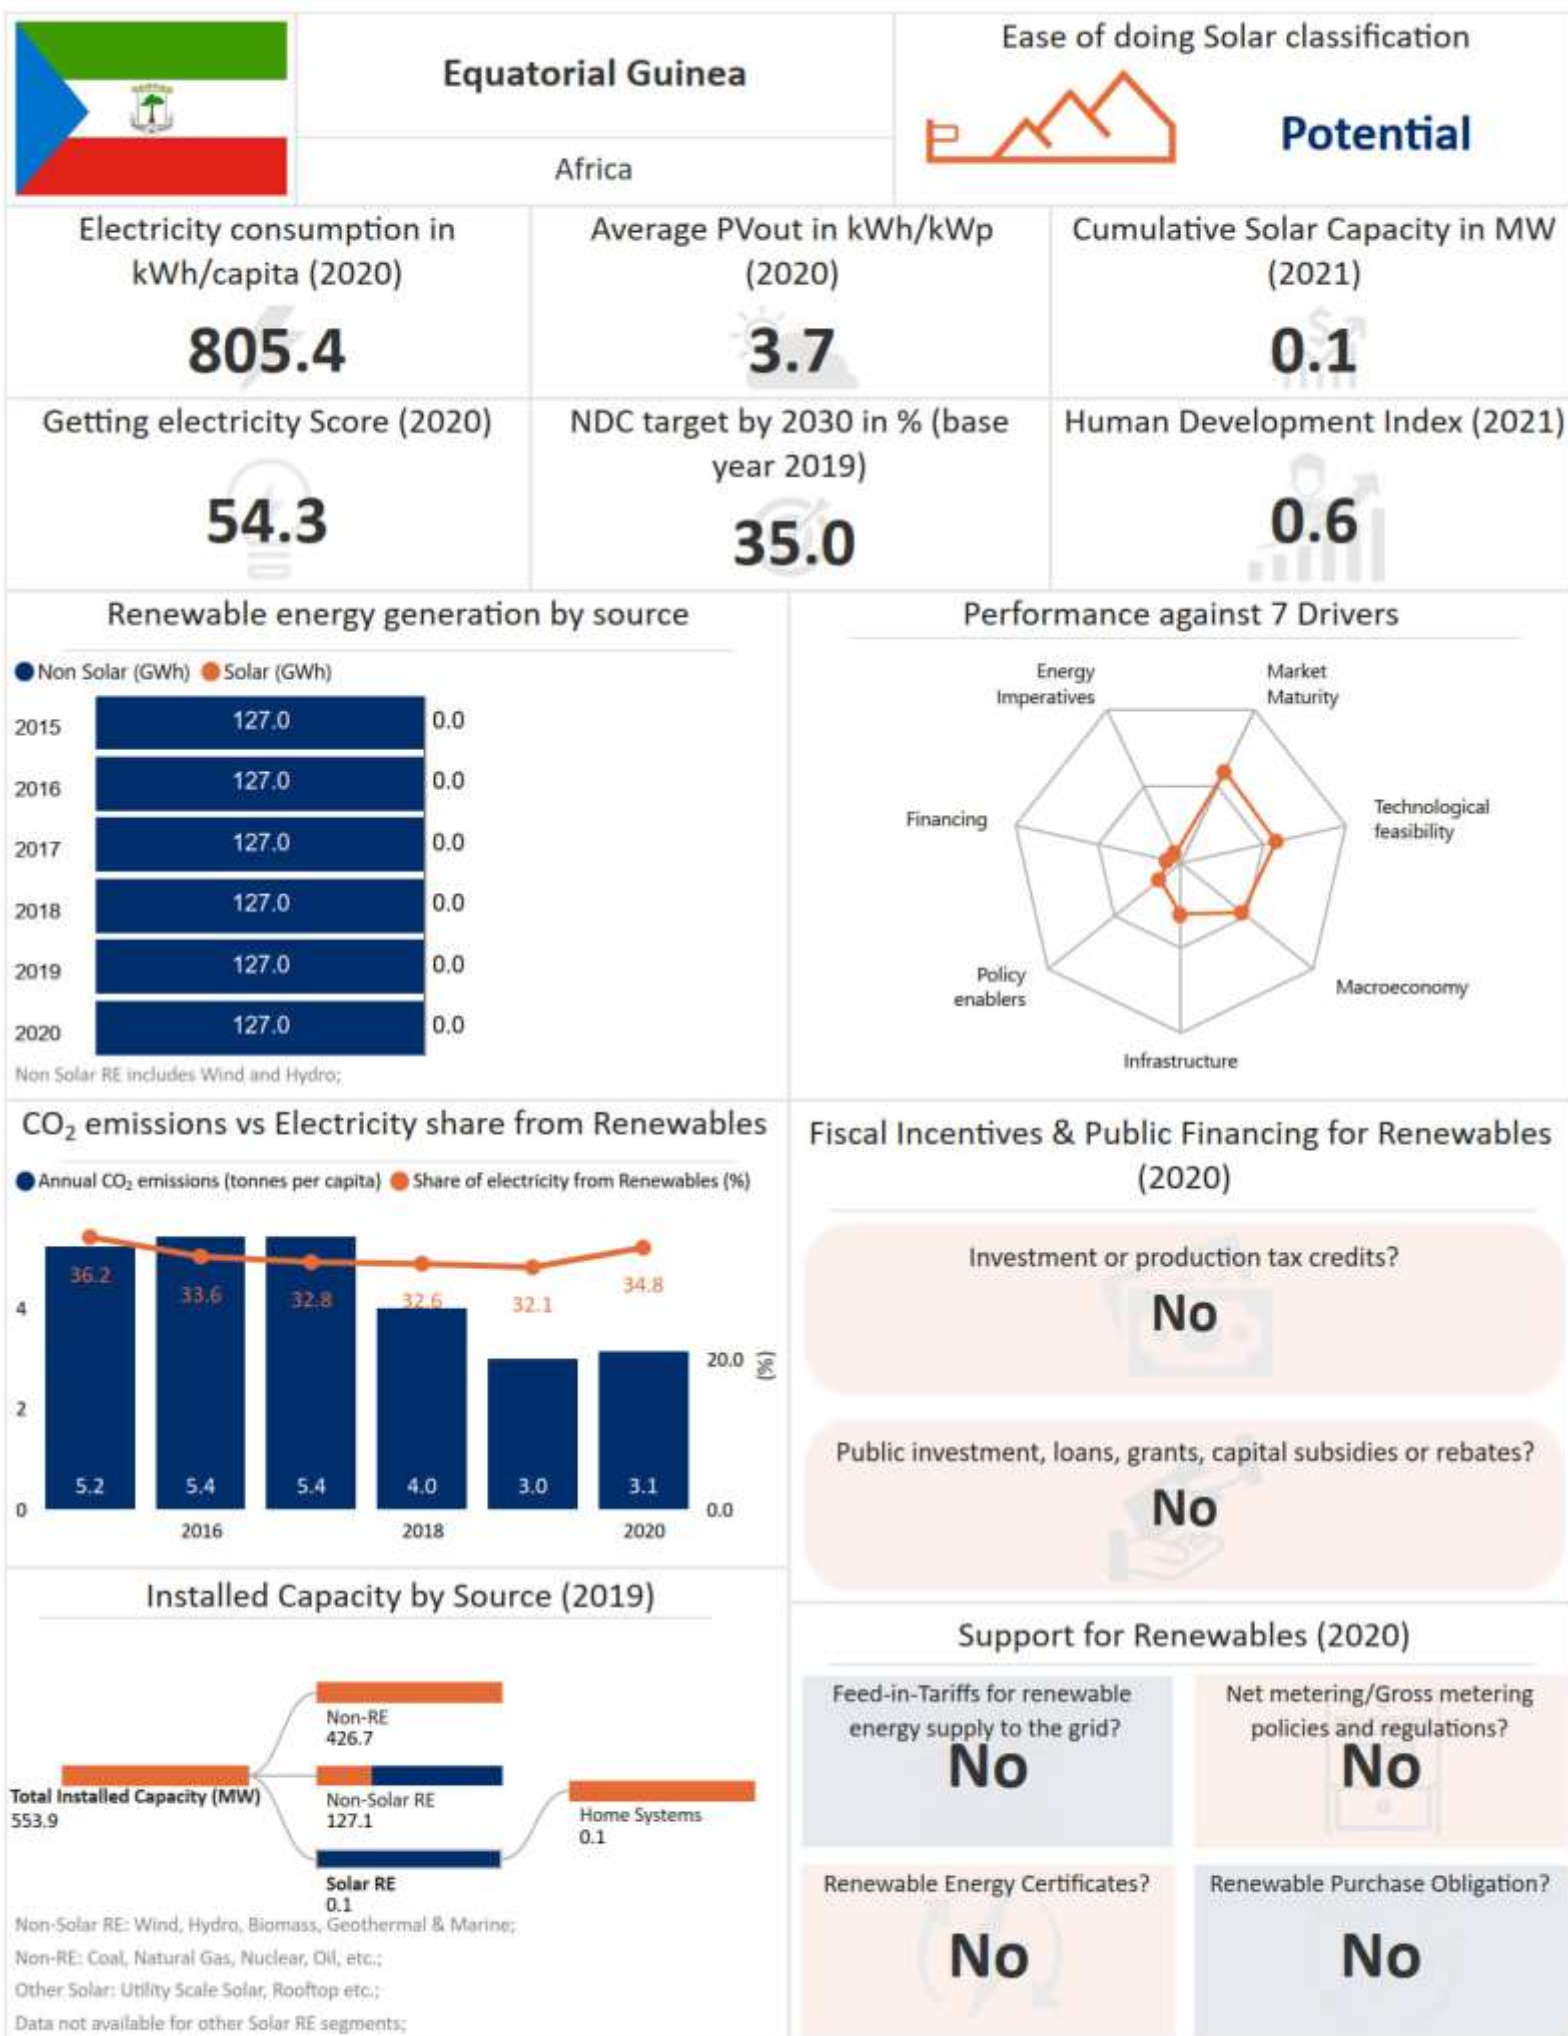 Equatorial Guinea
Africa
Ease of doing Solar classification
Potential
Electricity consumption in
kWh/capita (2020)
805.4
Average PVout in kWh/kWp
(2020)
3.7
Cumulative Solar Capacity in MW
(2021)
0.1
Getting electricity Score (2020)
54.3
NDC target by 2030 in % (base
year 2019)
35.0
Human Development Index (2021)
0.6
Renewable energy generation by source
Non Solar (GWh) Solar (GWh)
2015 127.0 0.0
2016 127.0 0.0
2017 127.0 0.0
2018 127.0 0.0
2019 127.0 0.0
2020 127.0 0.0
Non Solar RE includes Wind and Hydro;
Performance against 7 Drivers
Energy
Imperatives
Market
Maturity
Financing
Technological
feasibility
Policy
enablers
Macroeconomy
Infrastructure
CO₂ emissions vs Electricity share from Renewables
Annual CO₂ emissions (tonnes per capita) Share of electricity from Renewables (%)
36.2 33.6 32.8 32.6 32.1 34.8
4
20.0 (%)
2
5.2 5.4 5.4 4.0 3.0 3.1
0 0.0
2016 2018 2020
Fiscal Incentives & Public Financing for Renewables
(2020)
Investment or production tax credits?
No
Public investment, loans, grants, capital subsidies or rebates?
No
Installed Capacity by Source (2019)
Non-RE
426.7
Total Installed Capacity (MW)
553.9
Non-Solar RE
127.1
Home Systems
0.1
Solar RE
0.1
Non-Solar RE: Wind, Hydro, Biomass, Geothermal & Marine;
Non-RE: Coal, Natural Gas, Nuclear, Oil, etc.;
Other Solar: Utility Scale Solar, Rooftop etc.;
Data not available for other Solar RE segments;
Support for Renewables (2020)
Feed-in-Tariffs for renewable
energy supply to the grid?
No
Net metering/Gross metering
policies and regulations?
No
Renewable Energy Certificates?
No
Renewable Purchase Obligation?
No